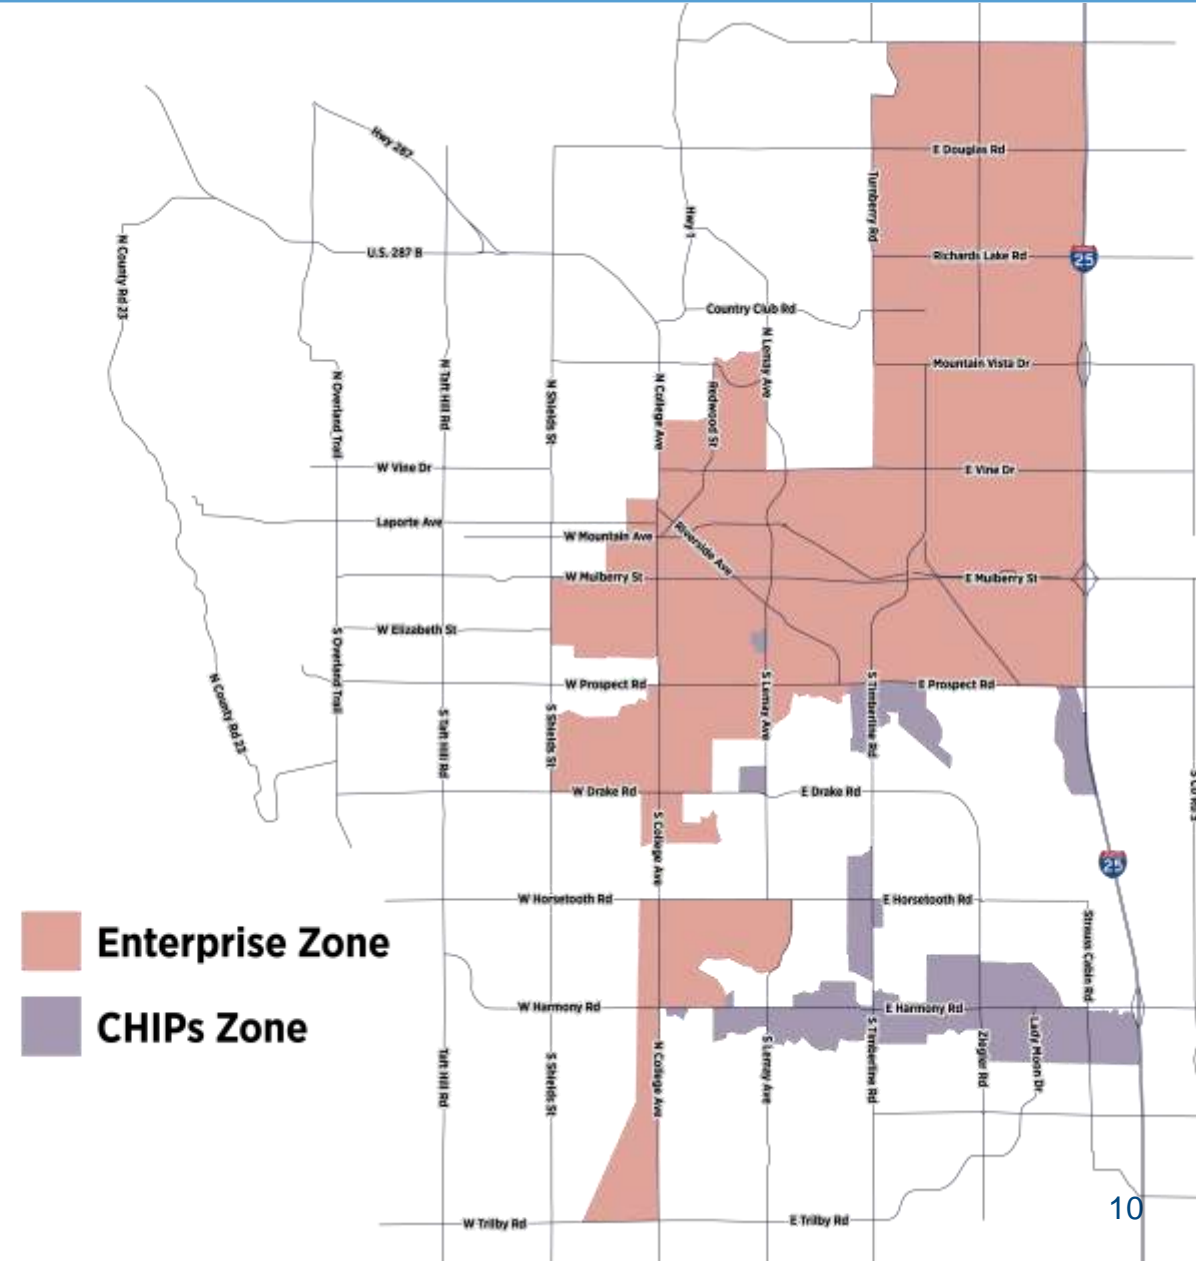 Hwy 287
E Douglas Rd
Turnberry Rd
Hwy 1
N County Rd 23
U.S. 287 B
Richards Lake Rd
25
Country Club Rd
N Lemay Ave
Mountain Vista Dr
N Overland Trail
N Taft Hill Rd
N Shields St
N College Ave
Redwood St
W Vine Dr
E Vine Dr
Laporte Ave
W Mountain Ave
Riverside Ave
W Mulberry St
E Mulberry St
W Elizabeth St
S Overland Trail
N County Rd 23
W Prospect Rd
E Prospect Rd
S Taft Hill Rd
S Shields St
S Lemay Ave
S Timberline Rd
W Drake Rd
E Drake Rd
S College Ave
25
W Horsetooth Rd
E Horsetooth Rd
Strauss Cabin Rd
Enterprise Zone
CHIPs Zone
W Harmony Rd
E Harmony Rd
Taft Hill Rd
S Shields St
N College Ave
S Lemay Ave
S Timberline Rd
Ziegler Rd
Lady Moon Dr
W Trilby Rd
E Trilby Rd
10